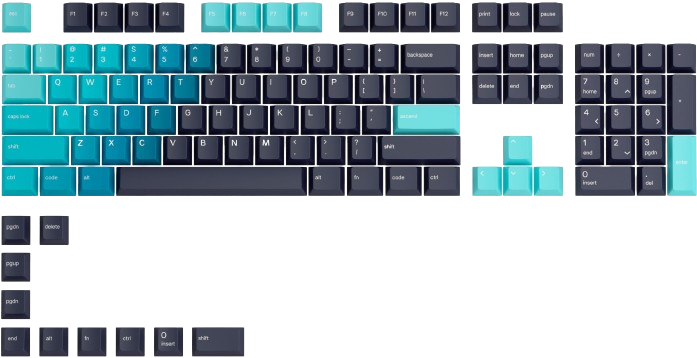 esc F1 F2 F3 F4 F5 F6 F7 F8 F9 F10 F11 F12 print lock pause
~ ! @ # $ % ^ & * ( ) _ + backspace insert home pgup num ÷ × -
` 1 2 3 4 5 6 7 8 9 0 - =
tab Q W E R T Y U I O P { } | delete end pgdn 7 8 9 +
[ ] \ home ^ pgup
caps lock A S D F G H J K L : " 4 5 6
; ' < >
shift Z X C V B N M < > ? shift 1 2 3 enter
, . / end pgdn
ctrl code alt alt fn code ctrl 0 .
insert del
pgdn delete
pgup
pgdn
end alt fn ctrl 0 shift
insert